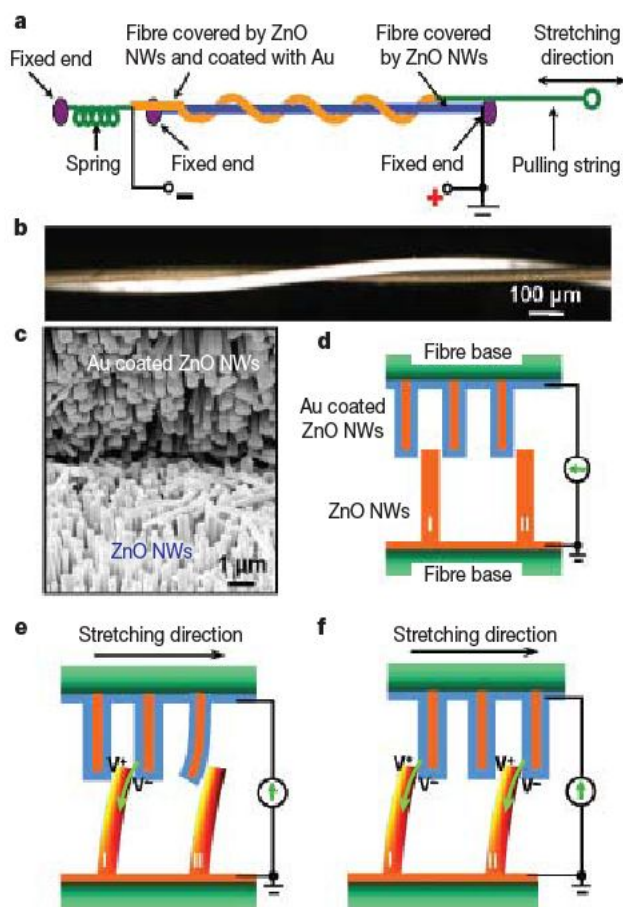 a
Fibre covered by ZnO
NWs and coated with Au
Fibre covered
by ZnO NWs
Stretching
direction
Fixed end
Spring
Fixed end
Fixed end
Pulling string
–
+
b
100 μm
c
Au coated ZnO NWs
ZnO NWs
1 μm
d
Fibre base
Au coated
ZnO NWs
ZnO NWs
I
II
Fibre base
e
Stretching direction
V+
V–
I
II
f
Stretching direction
V+
V–
V+
V–
I
II